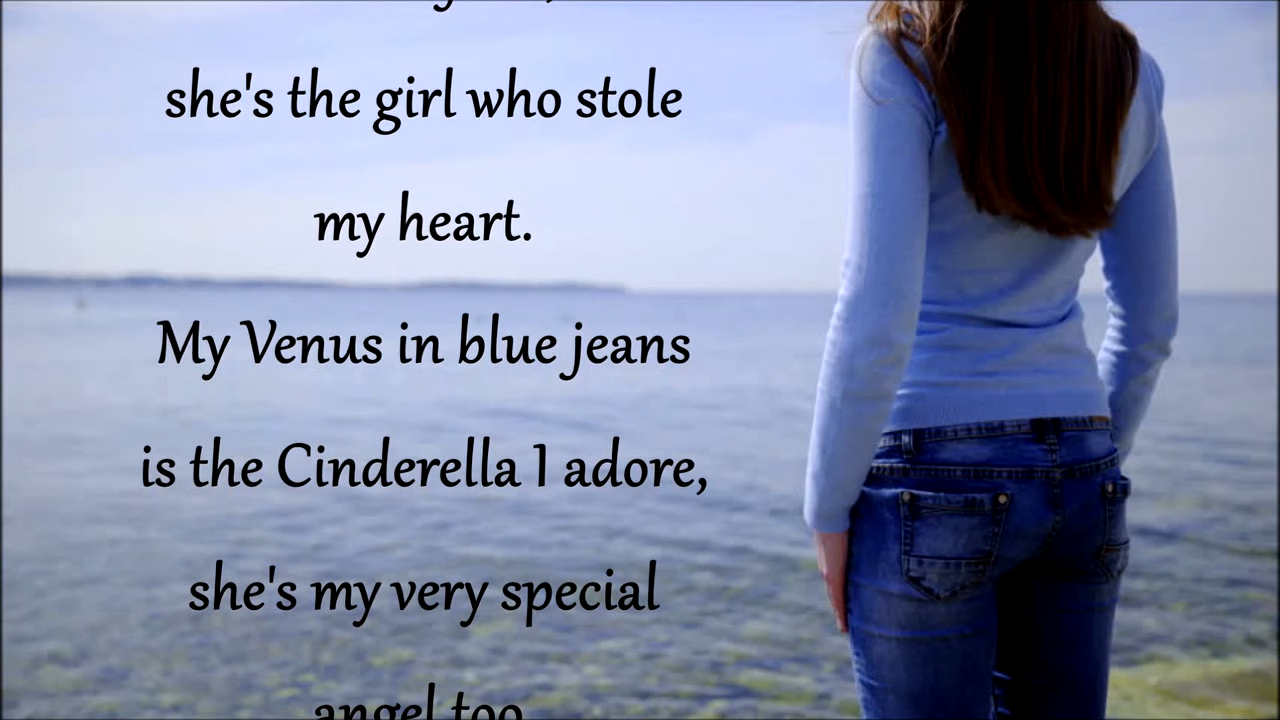 she's the girl who stole
my heart.
My Venus in blue jeans
is the Cinderella I adore,
she's my very special
angel too